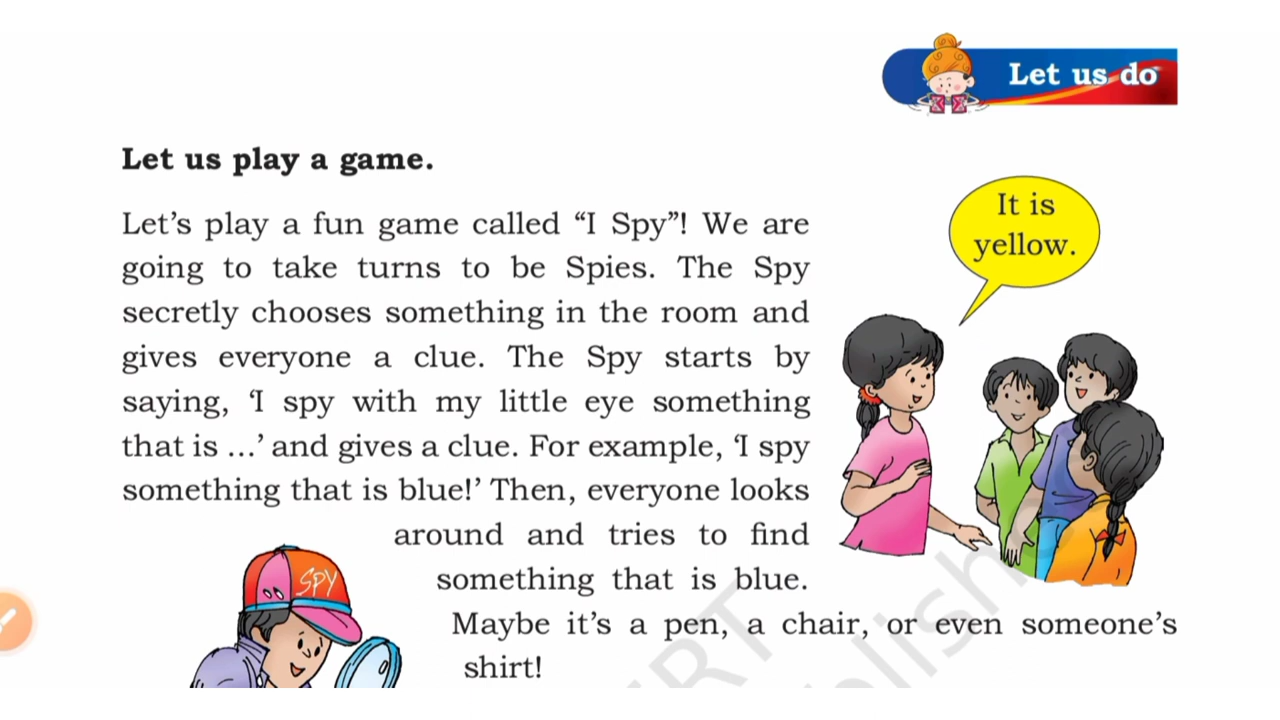 Let us do
Let us play a game.
Let's play a fun game called “I Spy”! We are
going to take turns to be Spies. The Spy
secretly chooses something in the room and
gives everyone a clue. The Spy starts by
saying, ‘I spy with my little eye something
that is ...’ and gives a clue. For example, ‘I spy
something that is blue!’ Then, everyone looks
around and tries to find
something that is blue.
Maybe it’s a pen, a chair, or even someone’s
shirt!
It is
yellow.
SPY